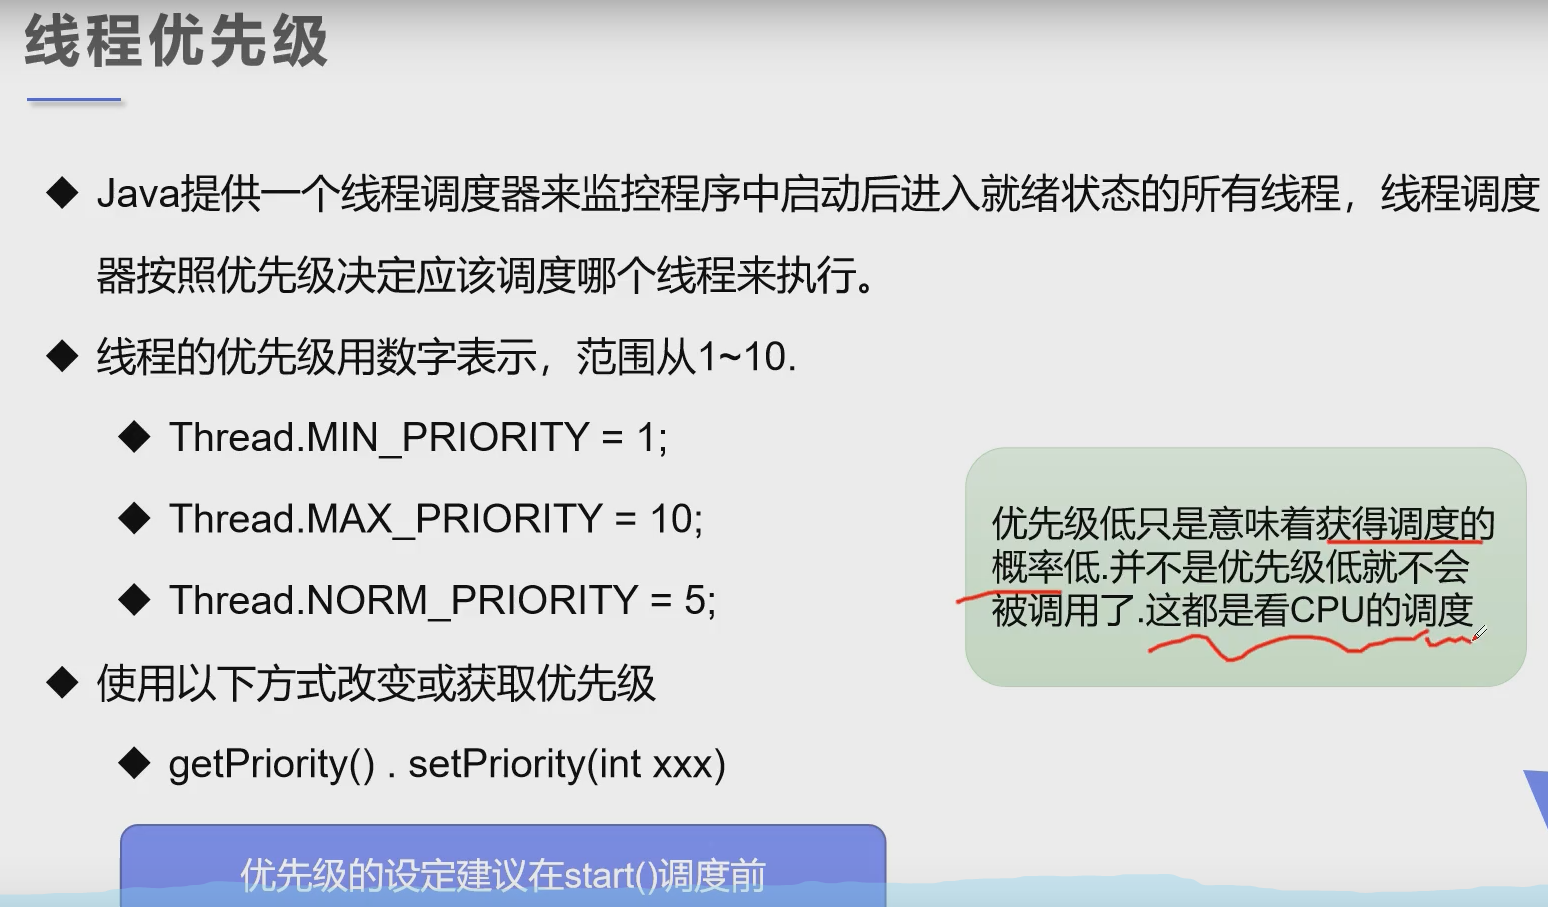 线程优先级
Java提供一个线程调度器来监控程序中启动后进入就绪状态的所有线程，线程调度
器按照优先级决定应该调度哪个线程来执行。
线程的优先级用数字表示，范围从1~10.
Thread.MIN_PRIORITY = 1;
Thread.MAX_PRIORITY = 10;
Thread.NORM_PRIORITY = 5;
使用以下方式改变或获取优先级
getPriority() . setPriority(int xxx)
优先级低只是意味着获得调度的
概率低.并不是优先级低就不会
被调用了.这都是看CPU的调度
优先级的设定建议在start()调度前